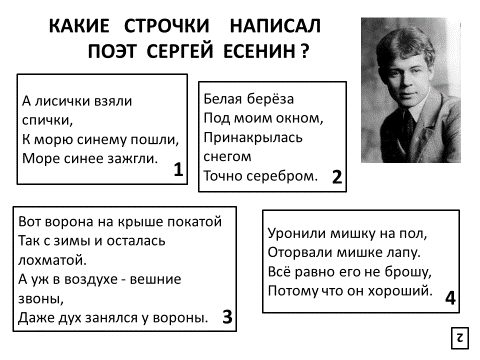 КАКИЕ СТРОЧКИ НАПИСАЛ
ПОЭТ СЕРГЕЙ ЕСЕНИН ?
А лисички взяли
спички,
К морю синему пошли,
Море синее зажгли.
1
Белая берёза
Под моим окном,
Принакрылась
снегом
Точно серебром.
2
Вот ворона на крыше покатой
Так с зимы и осталась
лохматой.
А уж в воздухе - вешние
звоны,
Даже дух занялся у вороны.
3
Уронили мишку на пол,
Оторвали мишке лапу.
Всё равно его не брошу,
Потому что он хороший.
4
2